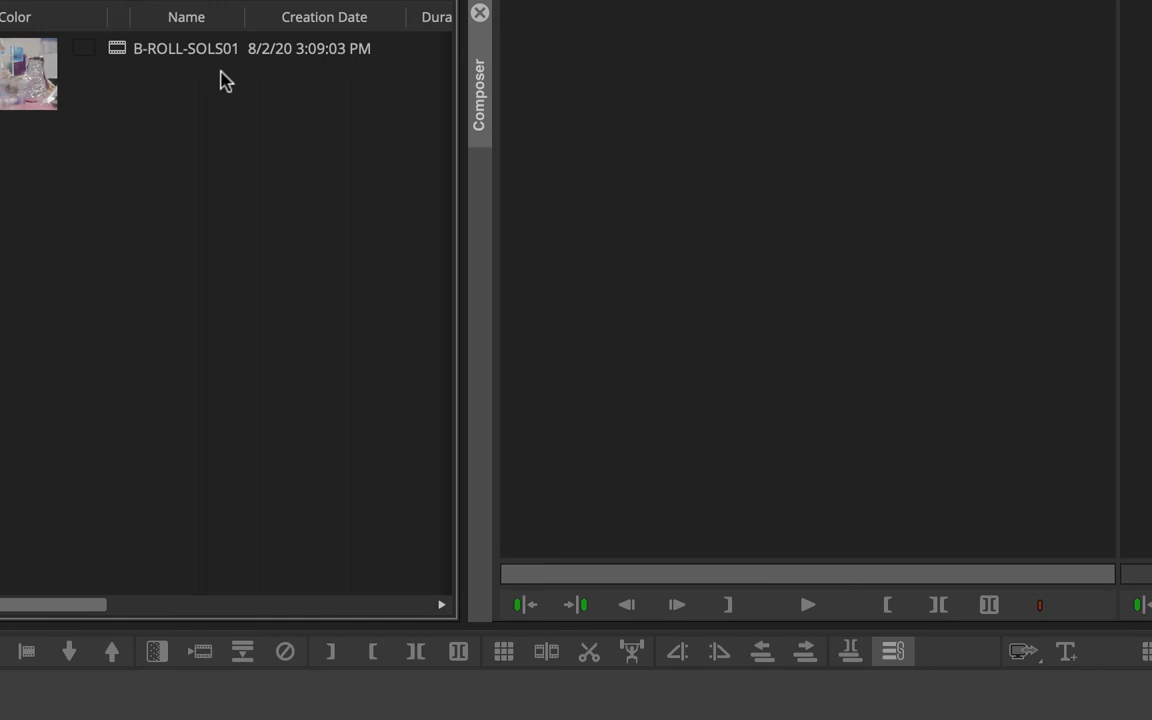 Color Name Creation Date Dura
B-ROLL-SOLS01 8/2/20 3:09:03 PM
Composer